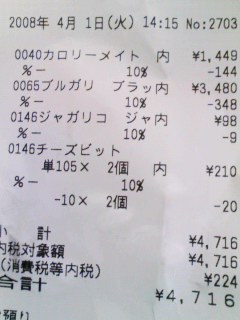 2008年 4月 1日(火) 14:15 No:2703
0040カロリーメイト 内 ¥1,449
%－ 10% -144
0065ブルガリ ブラッ内 ¥3,480
%－ 10% -348
0146ジャガリコ ジャ内 ¥98
%－ 10% -9
0146チーズビット
単105× 2個 内 ¥210
%－ 10%
-10× 2個 -20
小 計 ¥4,716
内税対象額 ¥4,716
(消費税等内税) ¥224
合計 ¥4,716
お預り